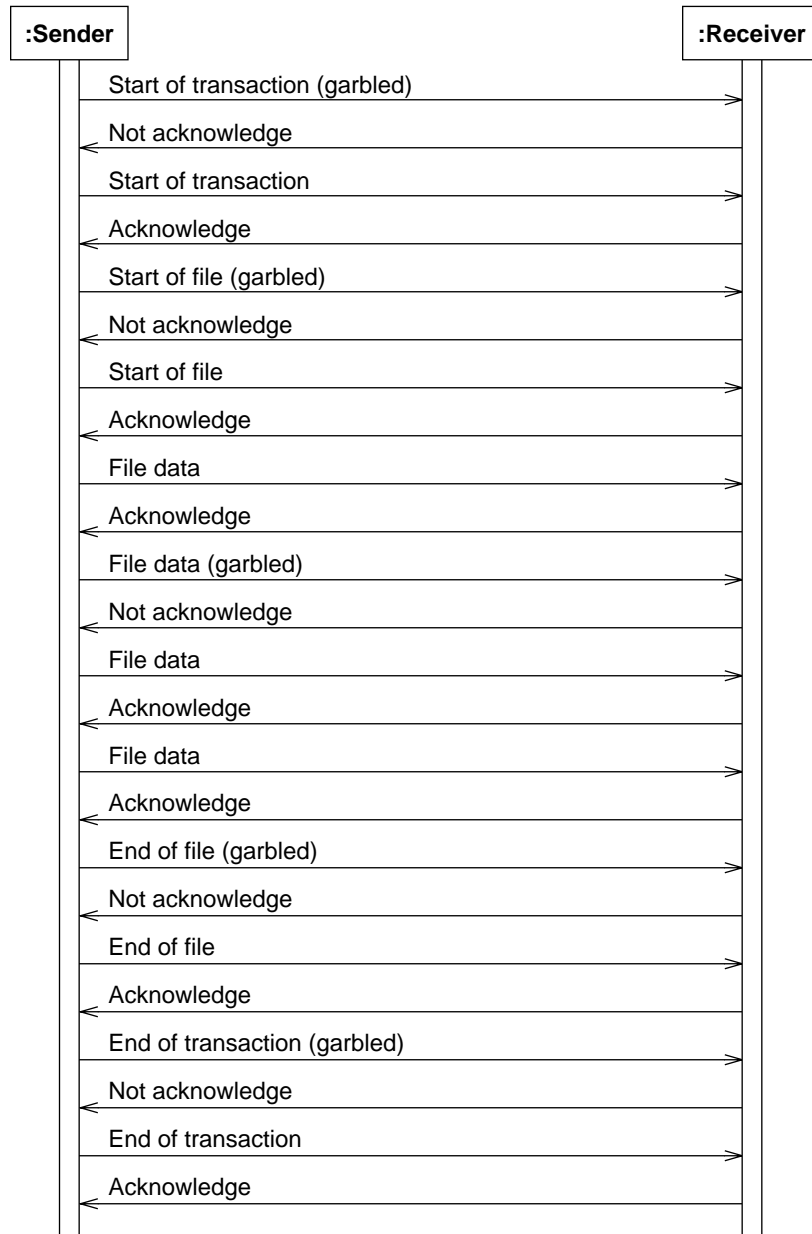 :Sender
:Receiver
Start of transaction (garbled)
Not acknowledge
Start of transaction
Acknowledge
Start of file (garbled)
Not acknowledge
Start of file
Acknowledge
File data
Acknowledge
File data (garbled)
Not acknowledge
File data
Acknowledge
File data
Acknowledge
End of file (garbled)
Not acknowledge
End of file
Acknowledge
End of transaction (garbled)
Not acknowledge
End of transaction
Acknowledge